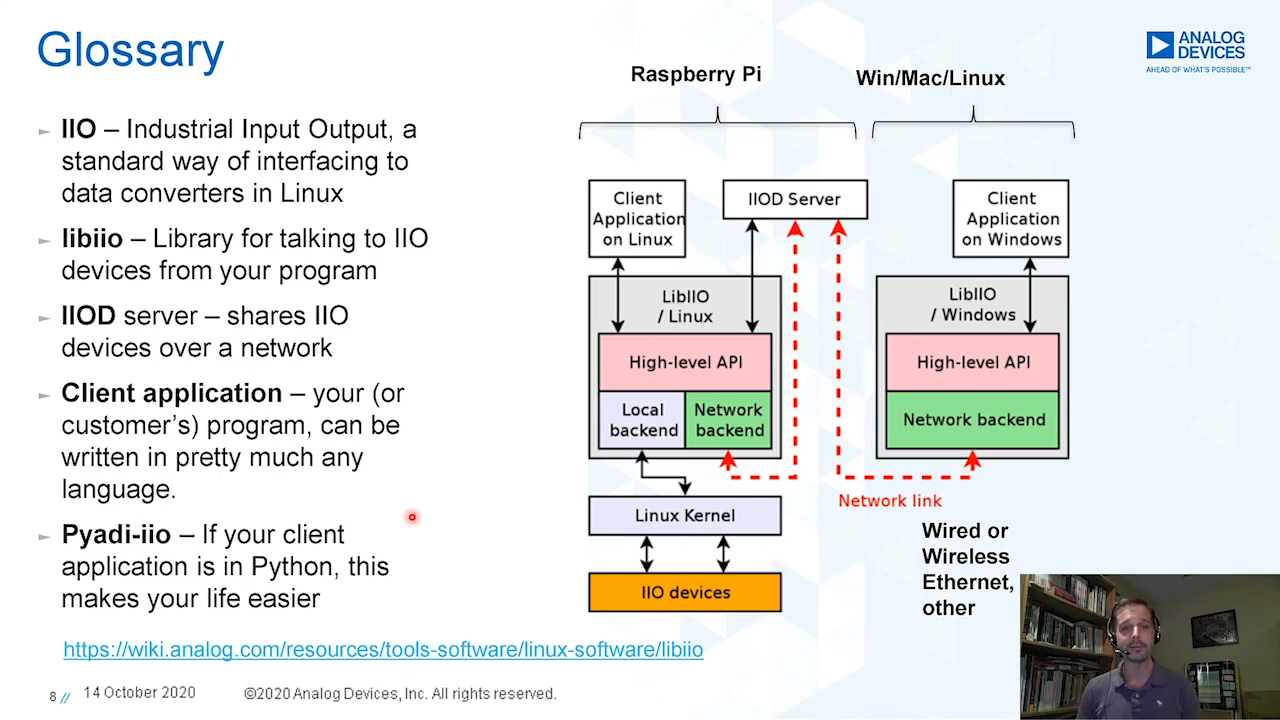 Glossary
ANALOG
DEVICES
AHEAD OF WHAT'S POSSIBLE™
► IIO – Industrial Input Output, a
standard way of interfacing to
data converters in Linux
► libiio – Library for talking to IIO
devices from your program
► IIOD server – shares IIO
devices over a network
► Client application – your (or
customer's) program, can be
written in pretty much any
language.
► Pyadi-iio – If your client
application is in Python, this
makes your life easier
Raspberry Pi
Win/Mac/Linux
Client
Application
on Linux
IIOD Server
Client
Application
on Windows
LibIIO
/ Linux
High-level API
Local
backend
Network
backend
LibIIO
/ Windows
High-level API
Network backend
Linux Kernel
IIO devices
Network link
Wired or
Wireless
Ethernet,
other
https://wiki.analog.com/resources/tools-software/linux-software/libiio
8 //
14 October 2020
©2020 Analog Devices, Inc. All rights reserved.